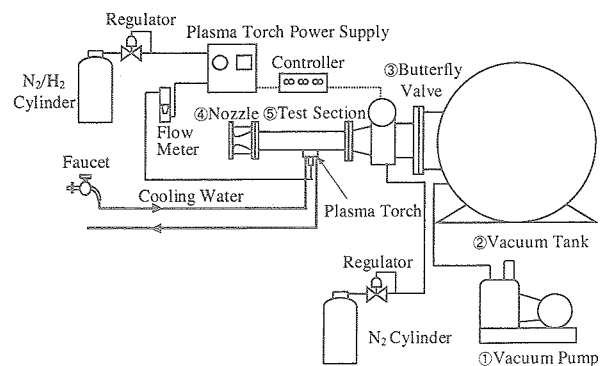 Regulator
Plasma Torch Power Supply
Controller
③Butterfly
Valve
N₂/H₂
Cylinder
④Nozzle ⑤Test Section
Flow
Meter
Faucet
Cooling Water
Plasma Torch
②Vacuum Tank
Regulator
N₂ Cylinder
①Vacuum Pump